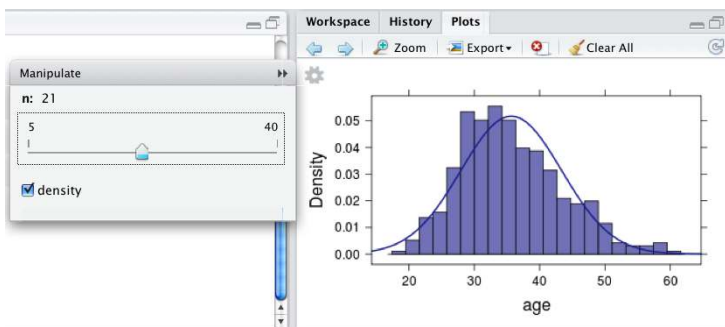 Workspace History Plots
Zoom Export Clear All
Manipulate
n: 21
5 40
density
Density
0.05
0.04
0.03
0.02
0.01
0.00
20 30 40 50 60
age